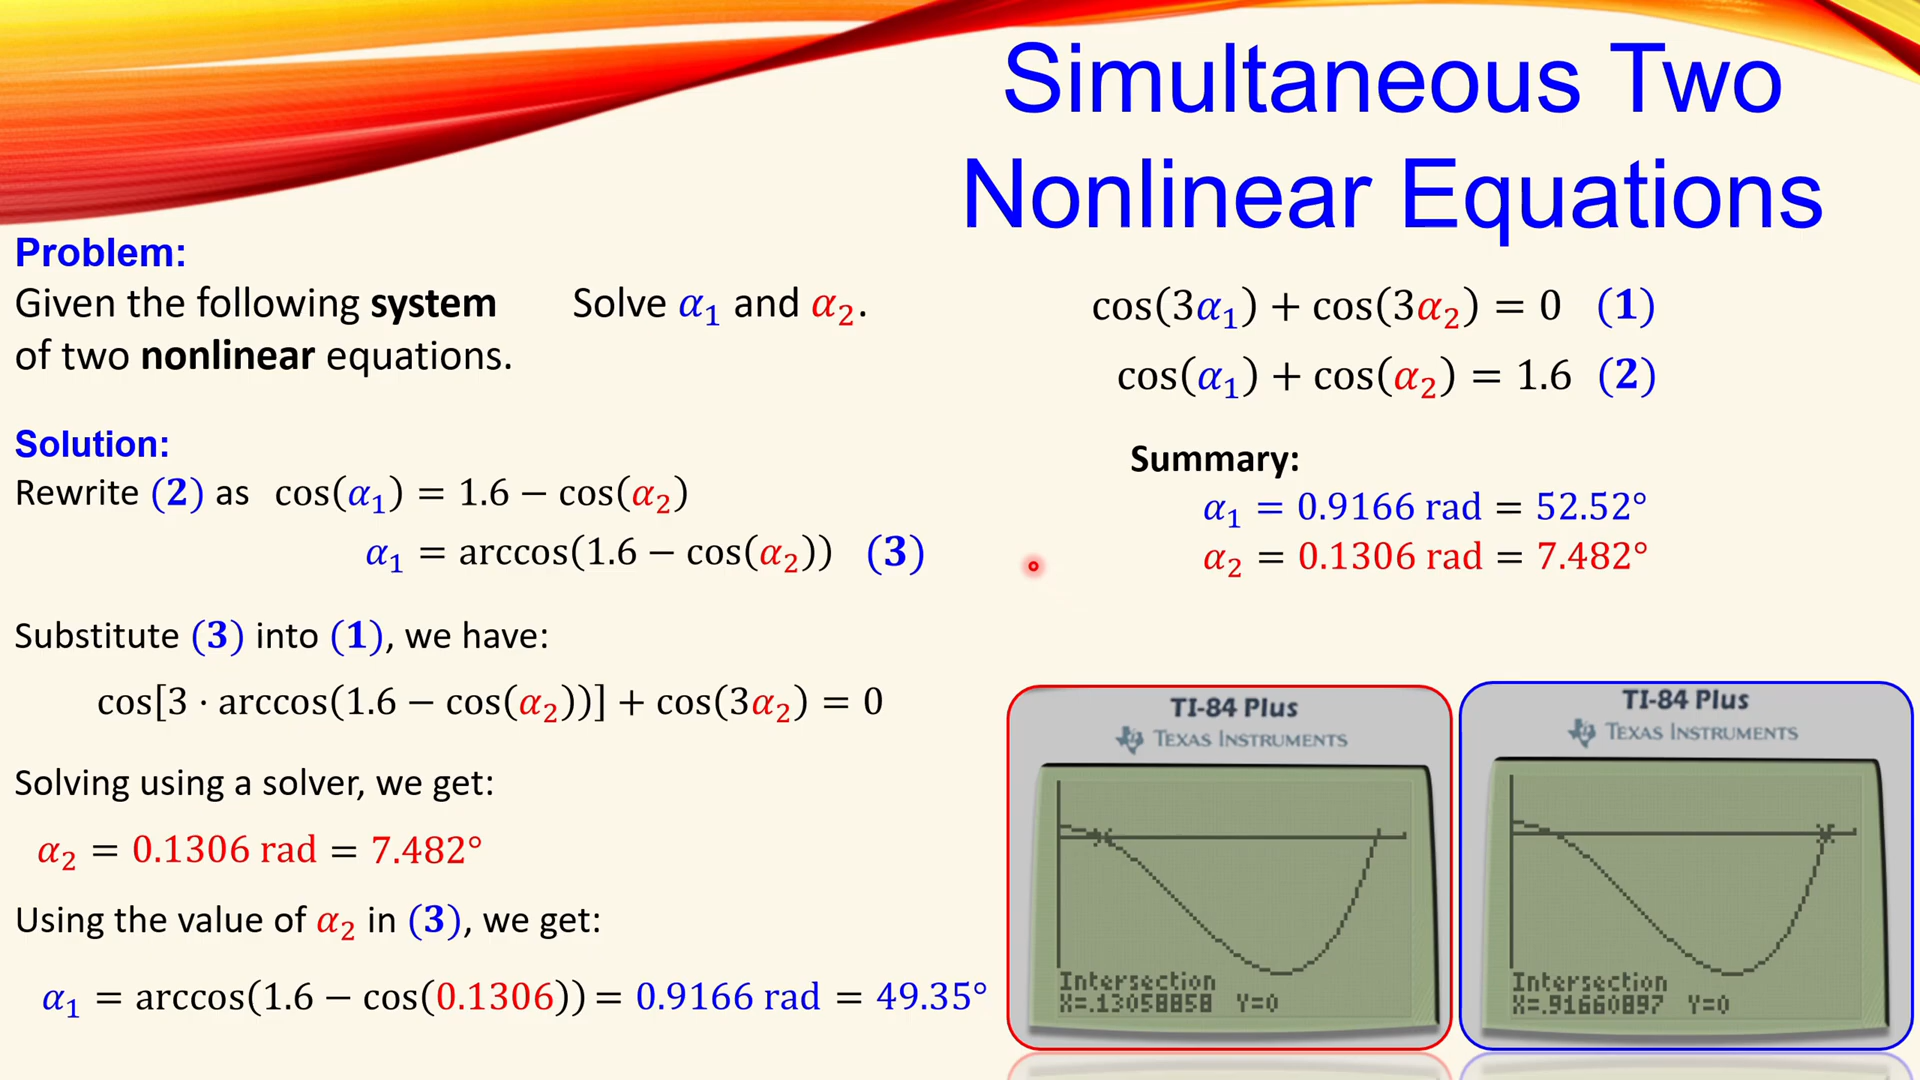 Simultaneous Two
Nonlinear Equations
Problem:
Given the following system
of two nonlinear equations.
Solve α₁ and α₂.
cos(3α₁) + cos(3α₂) = 0 (1)
cos(α₁) + cos(α₂) = 1.6 (2)
Solution:
Rewrite (2) as cos(α₁) = 1.6 − cos(α₂)
α₁ = arccos(1.6 − cos(α₂)) (3)
Substitute (3) into (1), we have:
cos[3 · arccos(1.6 − cos(α₂))] + cos(3α₂) = 0
Solving using a solver, we get:
α₂ = 0.1306 rad = 7.482°
Using the value of α₂ in (3), we get:
α₁ = arccos(1.6 − cos(0.1306)) = 0.9166 rad = 49.35°
Summary:
α₁ = 0.9166 rad = 52.52°
α₂ = 0.1306 rad = 7.482°
TI-84 Plus
TEXAS INSTRUMENTS
Intersection
X=.13058858 Y=0
TI-84 Plus
TEXAS INSTRUMENTS
Intersection
X=.91660897 Y=0